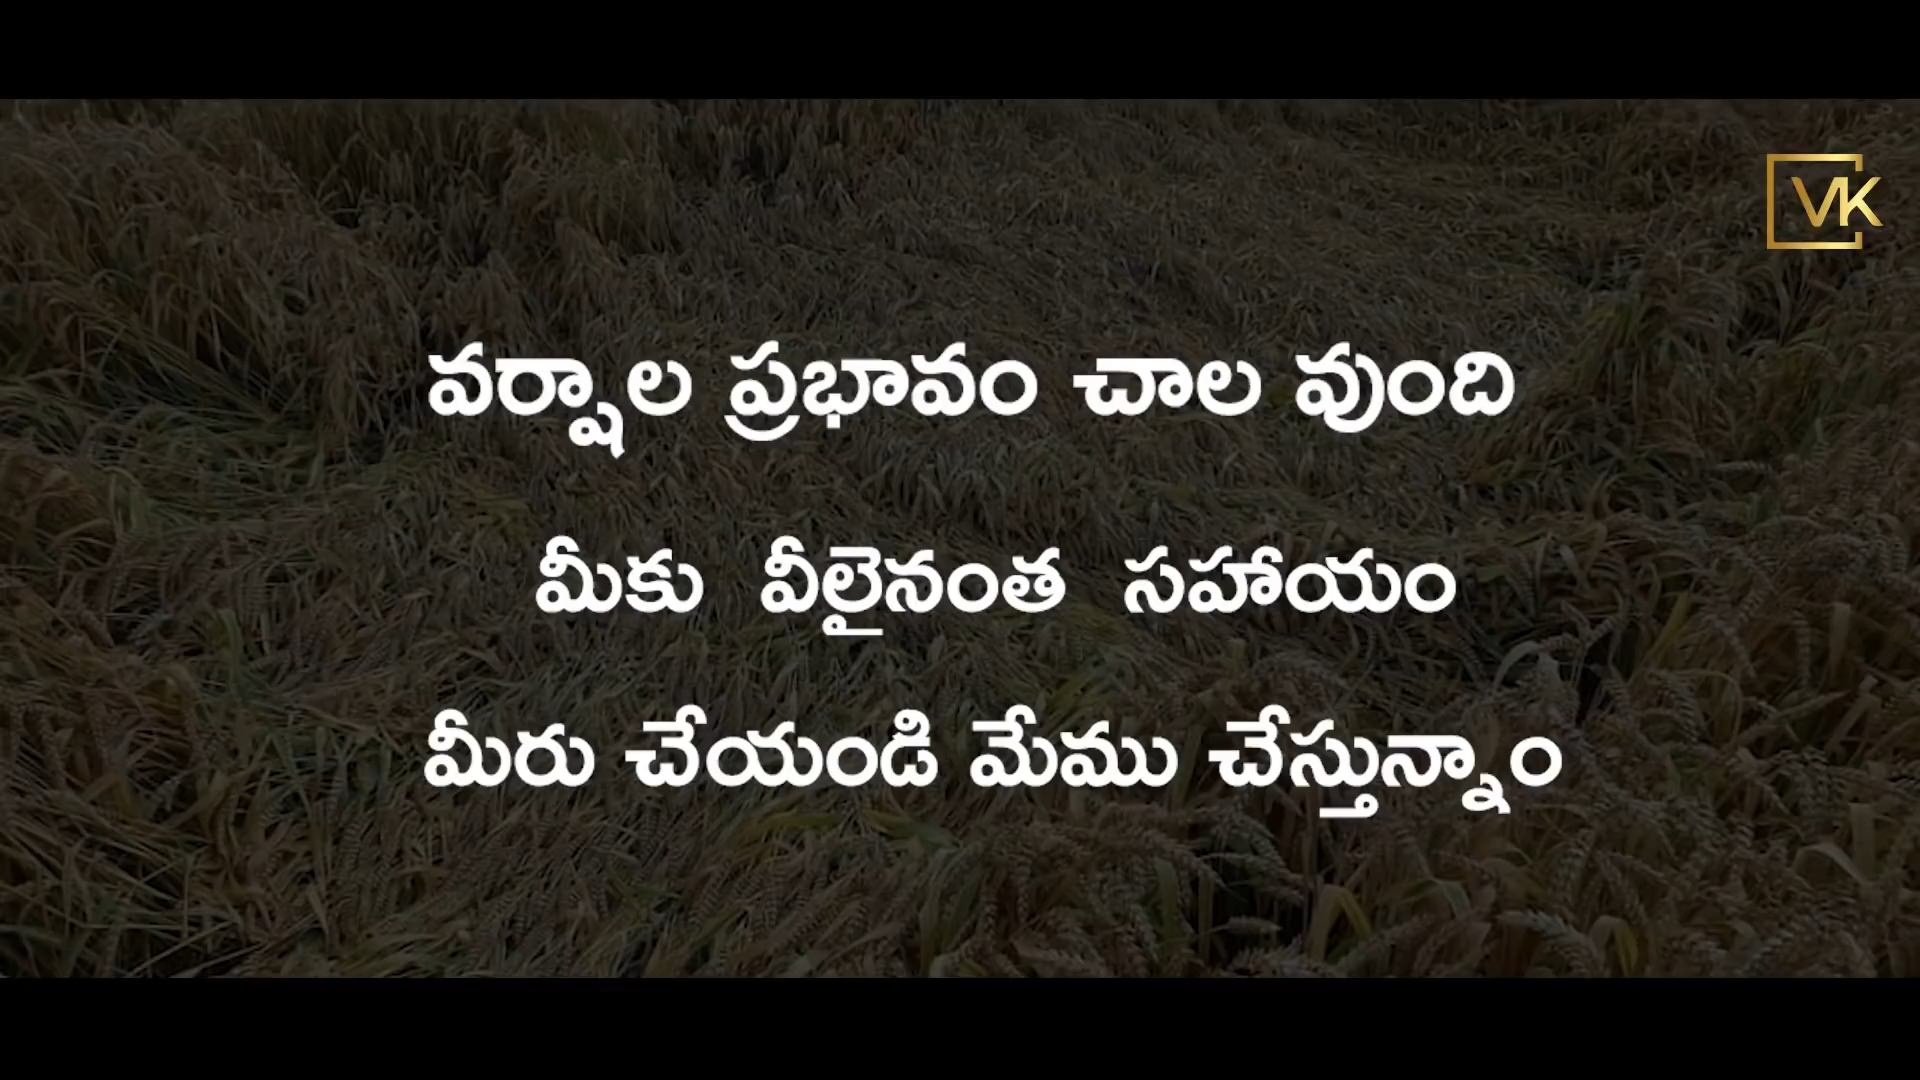 VK
వర్షాల ప్రభావం చాల వుంది
మీకు వీలైనంత సహాయం
మీరు చేయండి మేము చేస్తున్నాం